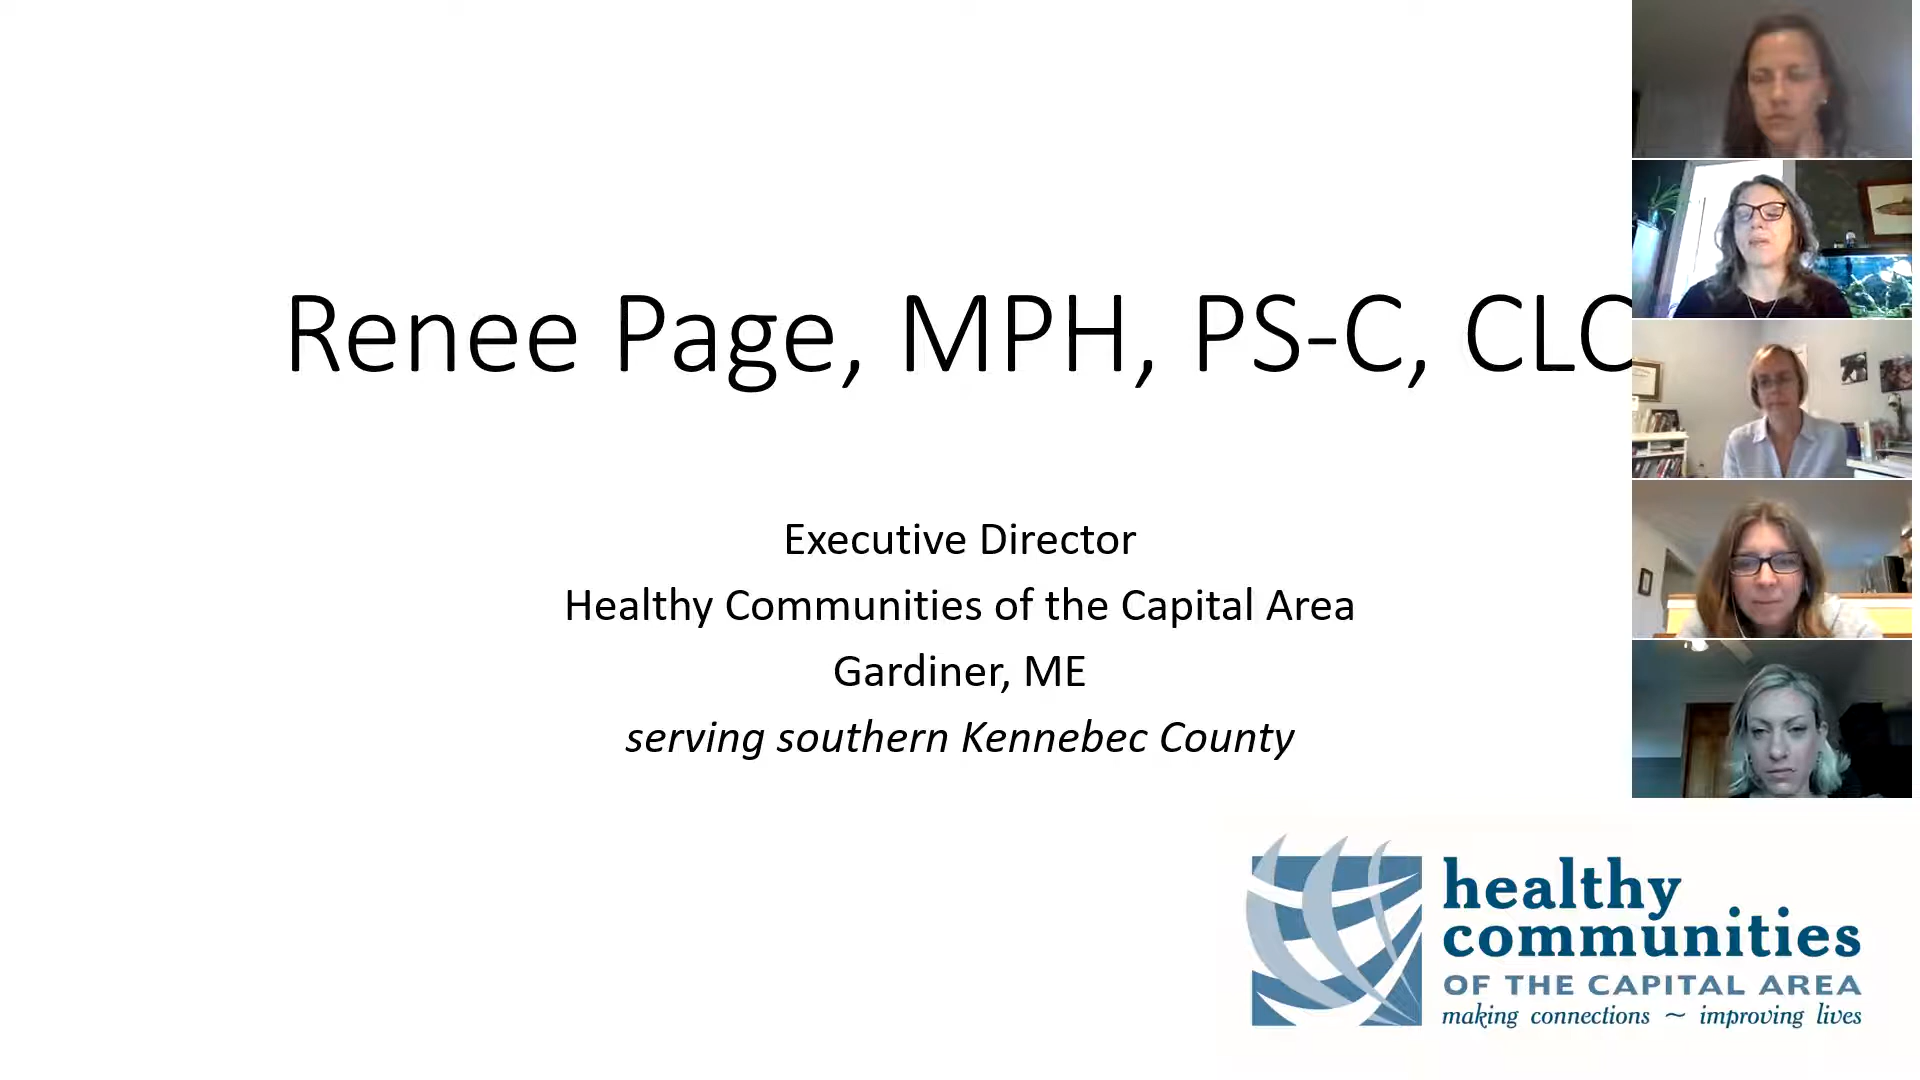 Renee Page, MPH, PS-C, CLC
Executive Director
Healthy Communities of the Capital Area
Gardiner, ME
serving southern Kennebec County
healthy
communities
OF THE CAPITAL AREA
making connections ~ improving lives